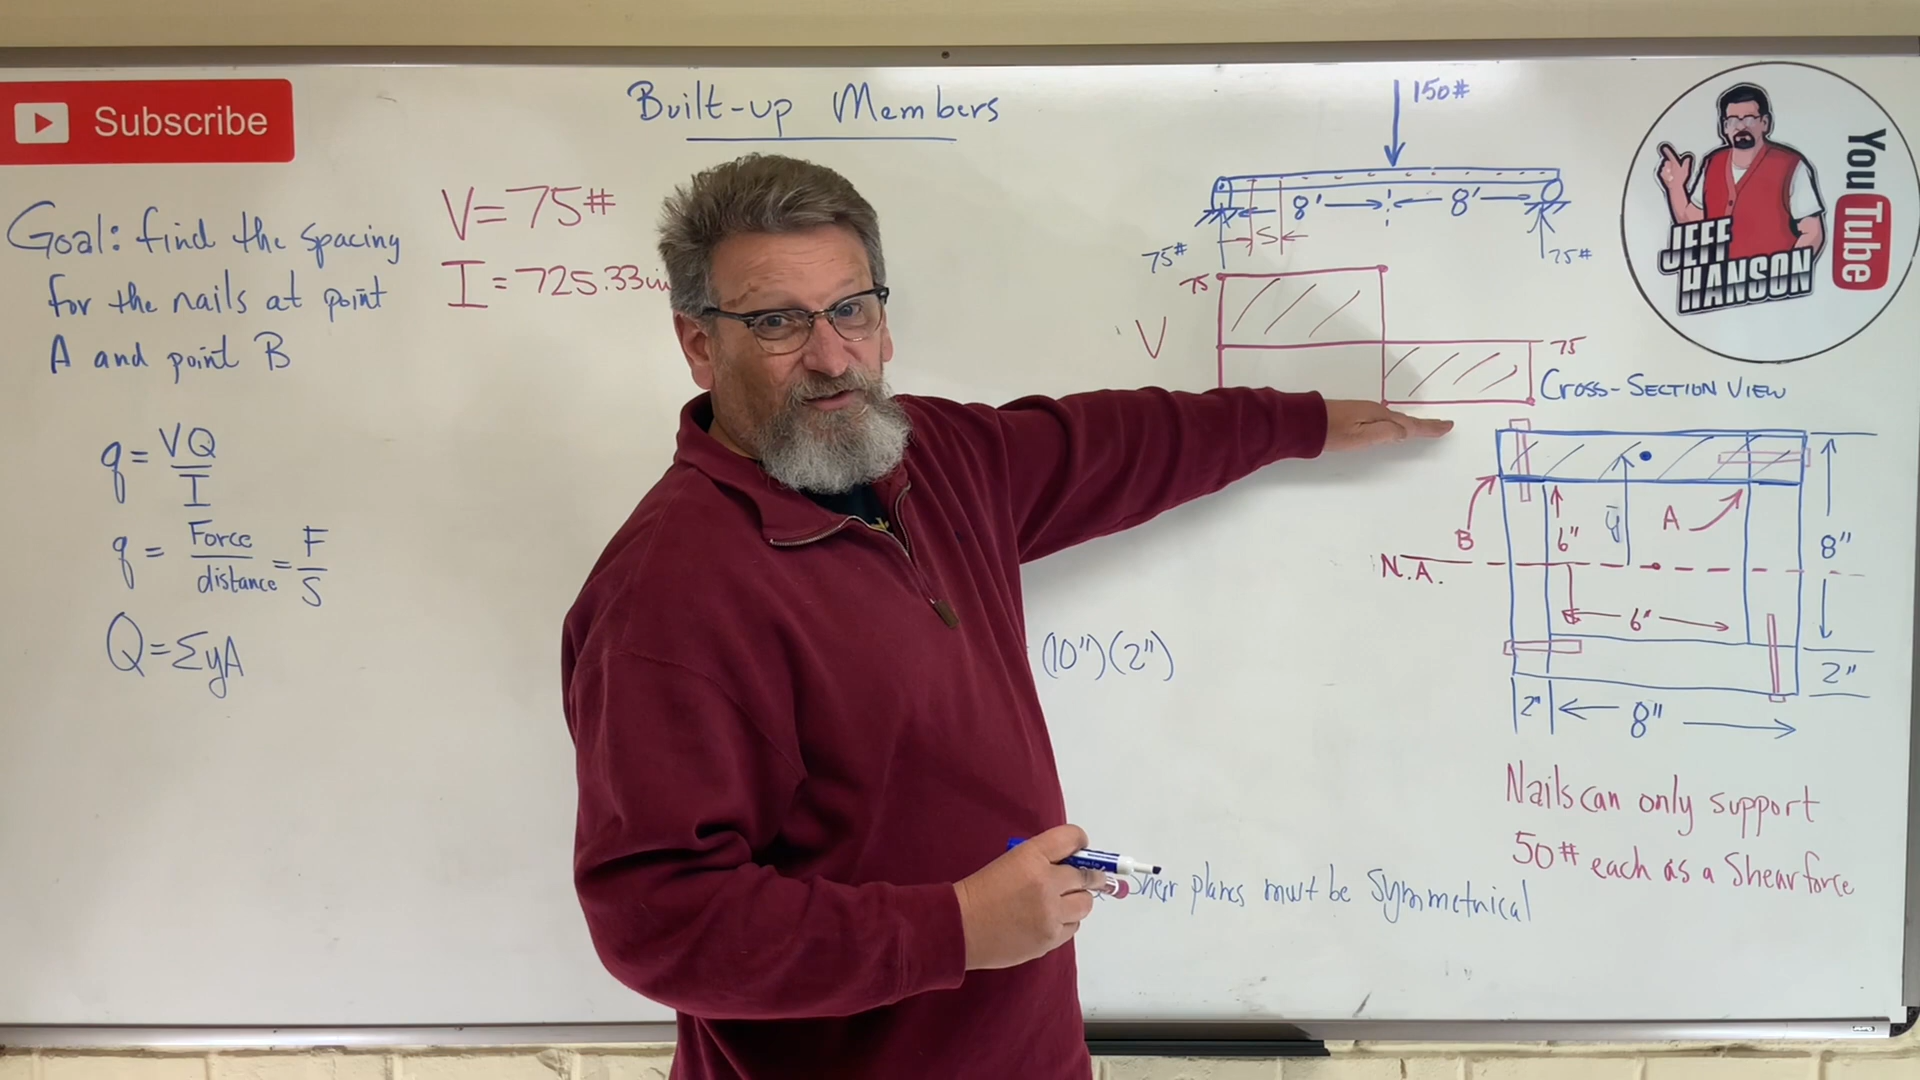 Subscribe
Built-up Members
Goal: find the spacing
for the nails at point
A and point B
V=75#
I=725.33in
q=VQ/I
q=Force/distance=F/S
Q=ΣyA
150#
8' 8'
S
75# 75#
75
V
75
Cross-Section View
B
6"
ȳ
A
8"
N.A.
6"
2"
2" 8"
(10")(2")
Nails can only support
50# each as a Shear force
Shear planes must be Symmetrical
JEFF
HANSON
YouTube